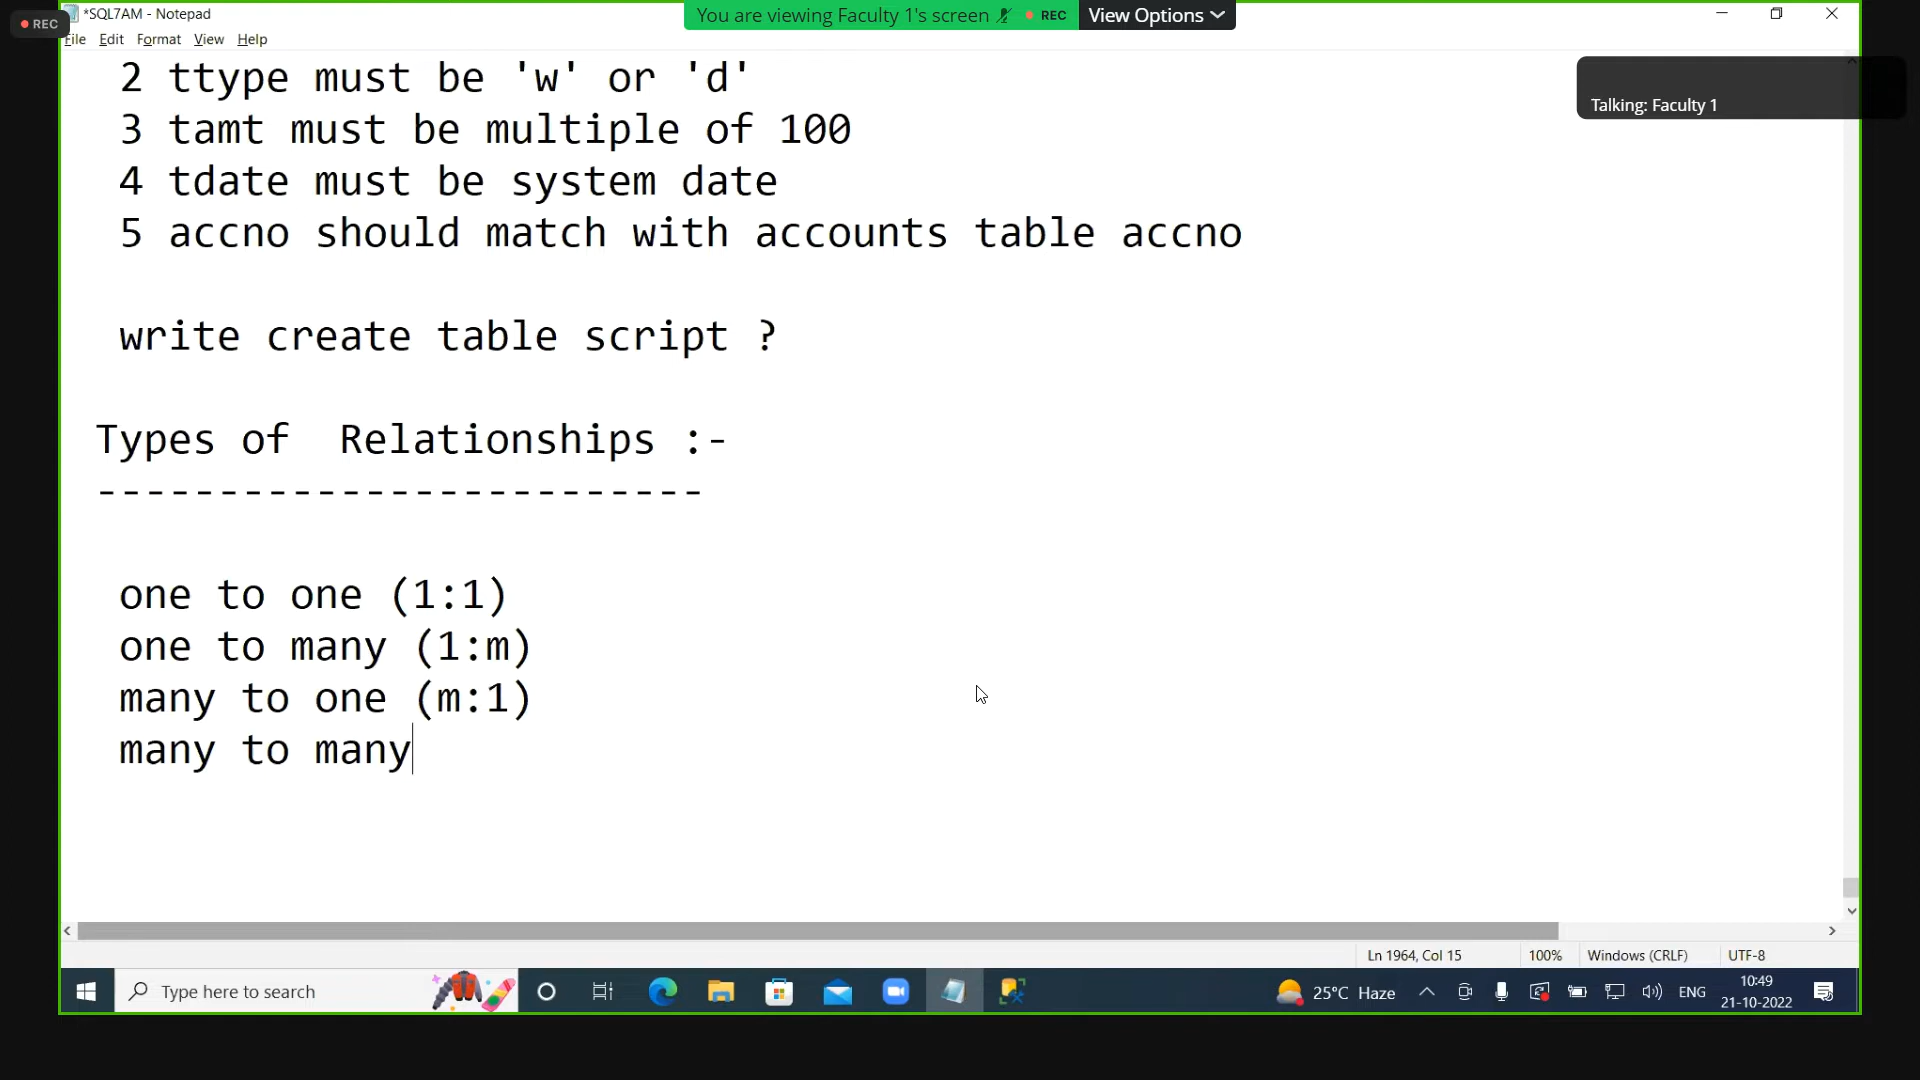 REC
*SQL7AM - Notepad
You are viewing Faculty 1's screen REC View Options
File Edit Format View Help
Talking: Faculty 1
2 ttype must be 'w' or 'd'
3 tamt must be multiple of 100
4 tdate must be system date
5 accno should match with accounts table accno
write create table script ?
Types of  Relationships :-
-------------------------
one to one (1:1)
one to many (1:m)
many to one (m:1)
many to many
Ln 1964, Col 15 100% Windows (CRLF) UTF-8
Type here to search
25°C Haze
ENG
10:49
21-10-2022